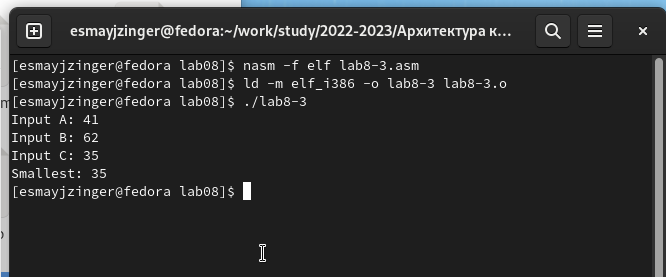 esmayjzinger@fedora:~/work/study/2022-2023/Архитектура к...
[esmayjzinger@fedora lab08]$ nasm -f elf lab8-3.asm
[esmayjzinger@fedora lab08]$ ld -m elf_i386 -o lab8-3 lab8-3.o
[esmayjzinger@fedora lab08]$ ./lab8-3
Input A: 41
Input B: 62
Input C: 35
Smallest: 35
[esmayjzinger@fedora lab08]$